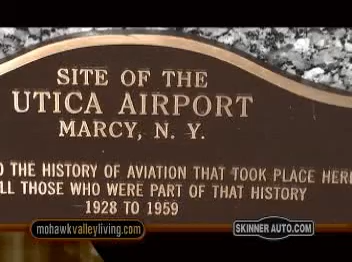 SITE OF THE
UTICA AIRPORT
MARCY, N. Y.
THE HISTORY OF AVIATION THAT TOOK PLACE HERE
THOSE WHO WERE PART OF THAT HISTORY
1928 TO 1959
mohawkvalleyliving.com
SKINNER AUTO.COM